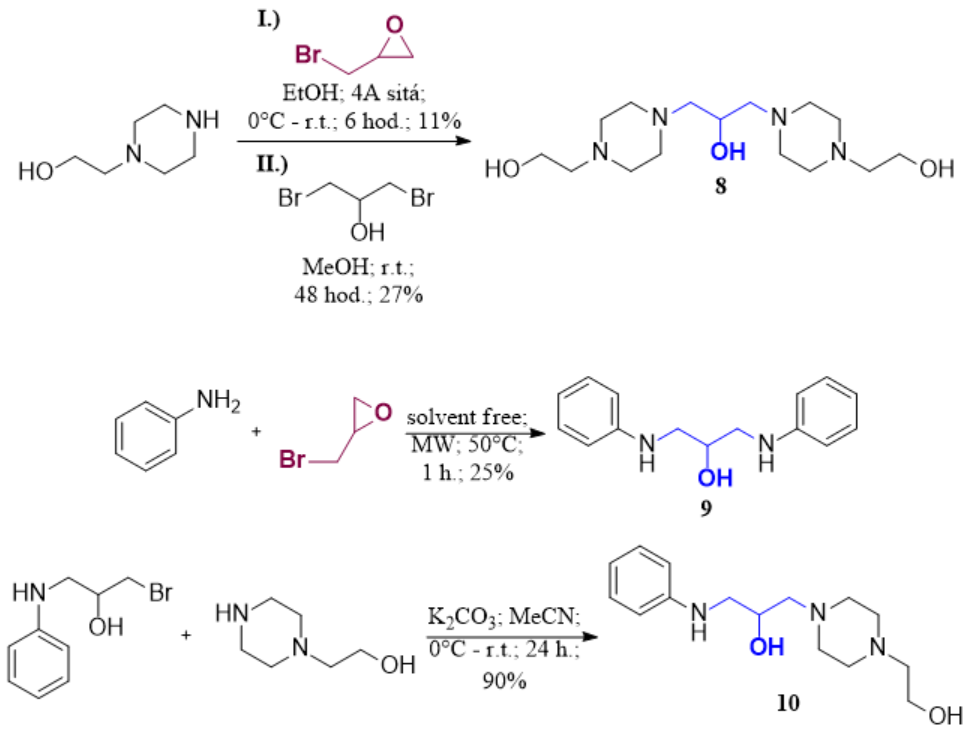 I.)
O
Br
EtOH; 4A sitá;
0°C - r.t.; 6 hod.; 11%
NH
N
HO
II.)
Br
Br
OH
MeOH; r.t.;
48 hod.; 27%
N
N
OH
N
N
HO
OH
8
NH2
+
O
Br
solvent free;
MW; 50°C;
1 h.; 25%
N
H
N
H
OH
9
HN
Br
OH
+
HN
N
OH
K2CO3; MeCN;
0°C - r.t.; 24 h.;
90%
N
H
N
OH
N
OH
10